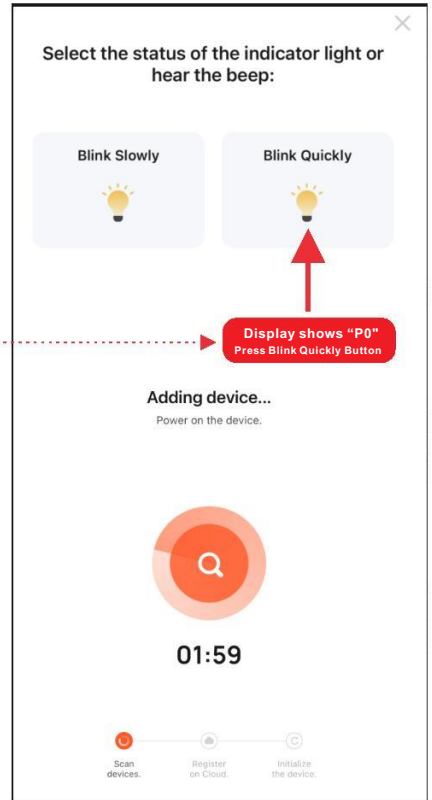 Select the status of the indicator light or
hear the beep:
Blink Slowly
Blink Quickly
Display shows “P0"
Press Blink Quickly Button
Adding device...
Power on the device.
01:59
Scan
devices.
Register
on Cloud.
Initialize
the device.